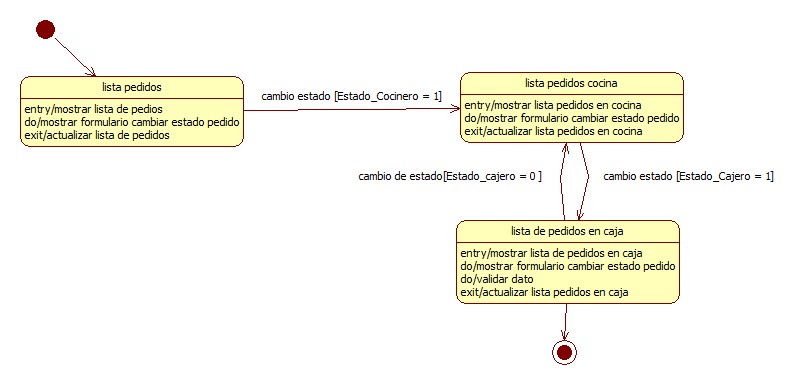 lista pedidos
entry/mostrar lista de pedios
do/mostrar formulario cambiar estado pedido
exit/actualizar lista de pedidos
cambio estado [Estado_Cocinero = 1]
lista pedidos cocina
entry/mostrar lista pedidos en cocina
do/mostrar formulario cambiar estado pedido
exit/actualizar lista pedidos en cocina
cambio de estado[Estado_cajero = 0 ]
cambio estado [Estado_Cajero = 1]
lista de pedidos en caja
entry/mostrar lista de pedidos en caja
do/mostrar formulario cambiar estado pedido
do/validar dato
exit/actualizar lista pedidos en caja